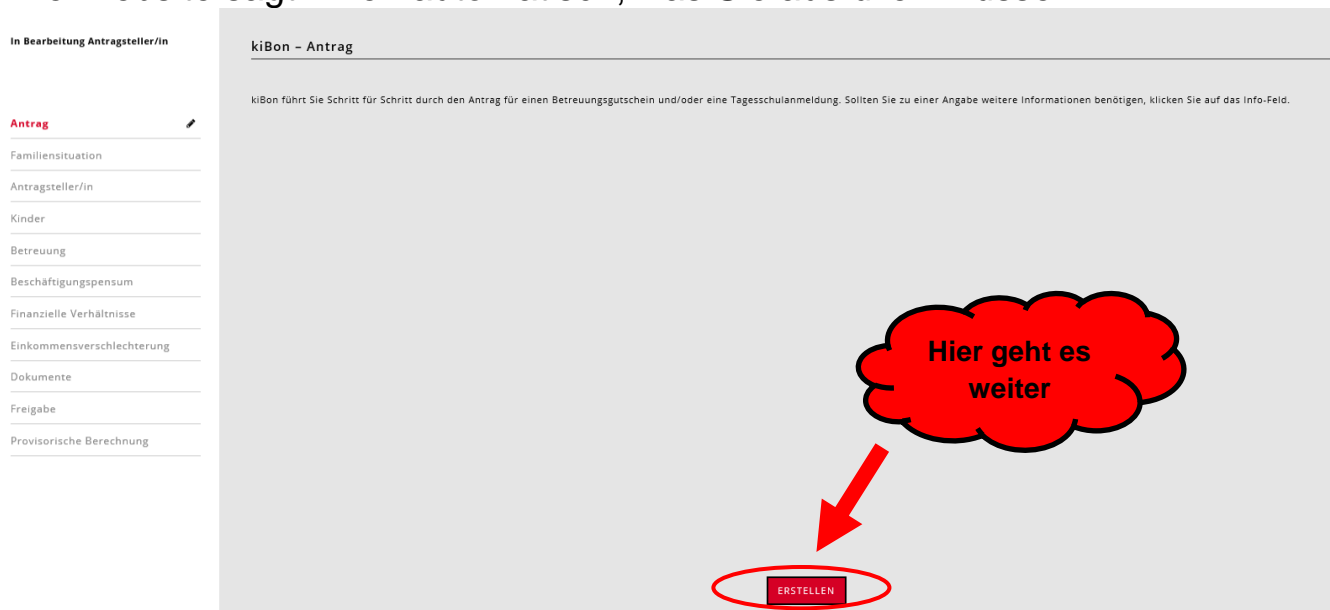 In Bearbeitung Antragsteller/in
Antrag
Familiensituation
Antragsteller/in
Kinder
Betreuung
Beschäftigungspensum
Finanzielle Verhältnisse
Einkommensverschlechterung
Dokumente
Freigabe
Provisorische Berechnung
kiBon – Antrag
kiBon führt Sie Schritt für Schritt durch den Antrag für einen Betreuungsgutschein und/oder eine Tagesschulanmeldung. Sollten Sie zu einer Angabe weitere Informationen benötigen, klicken Sie auf das Info-Feld.
Hier geht es
weiter
ERSTELLEN